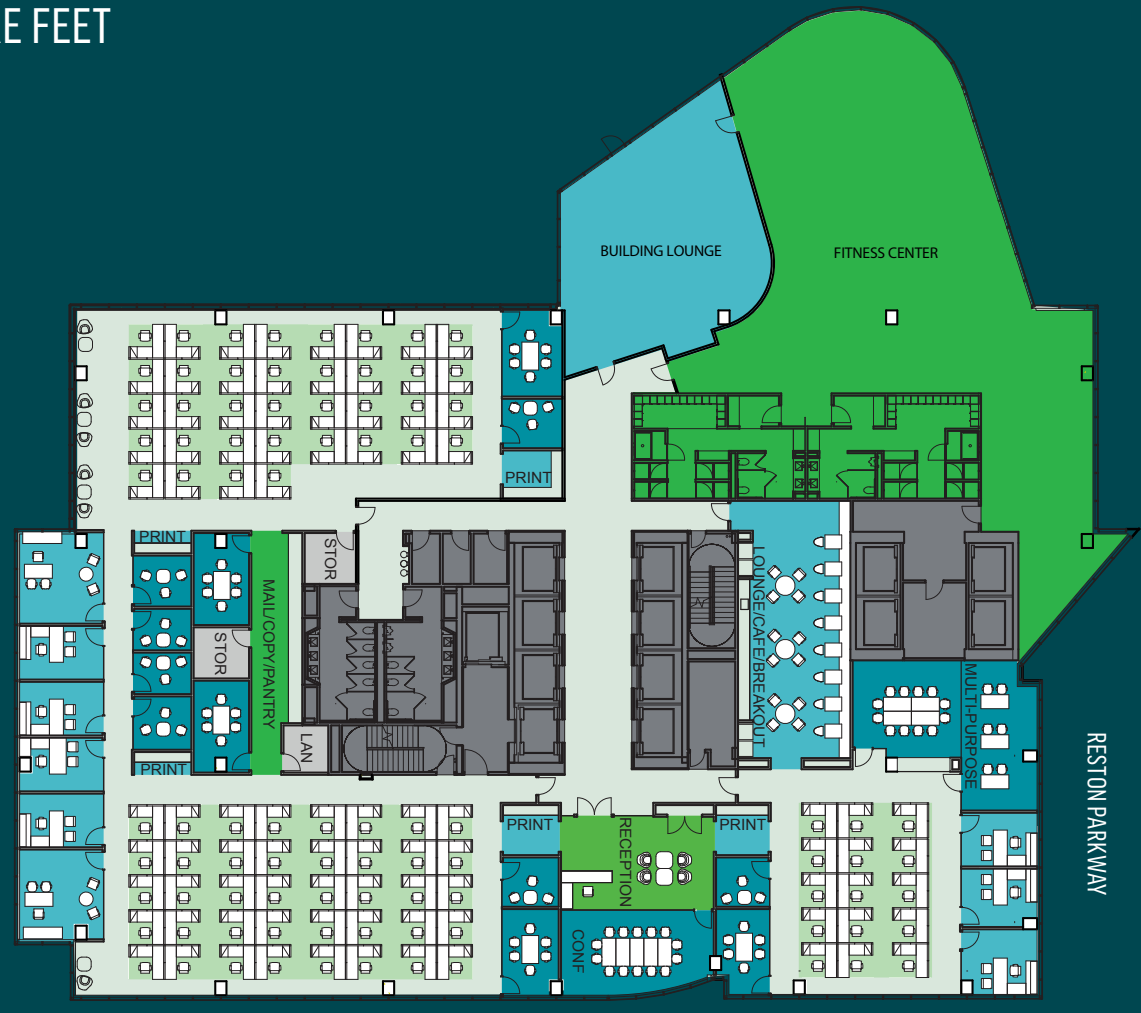 E FEET
BUILDING LOUNGE
FITNESS CENTER
PRINT
PRINT
STOR
MAIL/COPY/PANTRY
STOR
LOUNGE/CAFE/BREAKOUT
MULTI-PURPOSE
LAN
PRINT
RESTON PARKWAY
PRINT
RECEPTION
PRINT
CONF